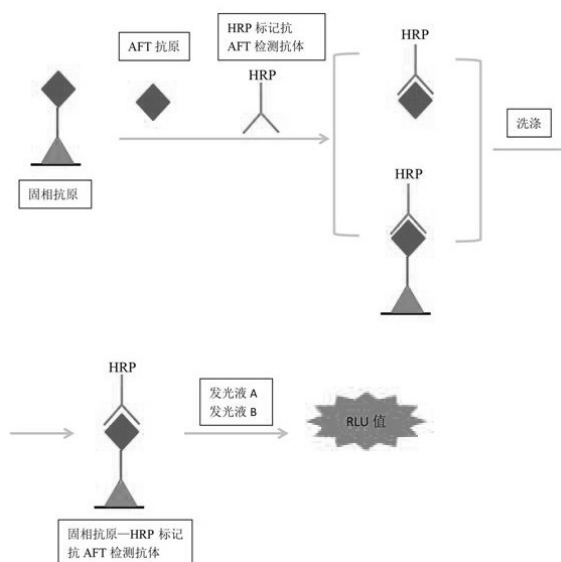 AFT 抗原
HRP 标记抗
AFT 检测抗体
HRP
固相抗原
HRP
HRP
洗涤
HRP
发光液 A
发光液 B
RLU 值
固相抗原—HRP 标记
抗 AFT 检测抗体